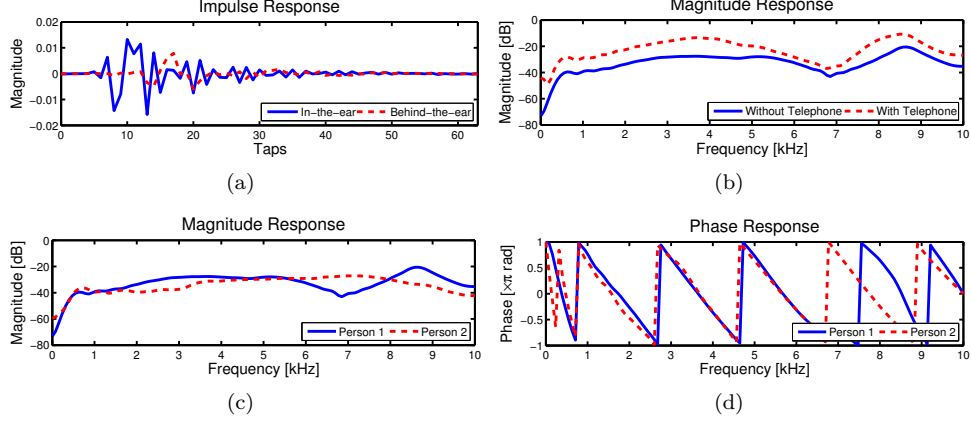 Impulse Response
Magnitude
0.02
0.01
0
−0.01
−0.02
In−the−ear
Behind−the−ear
0 10 20 30 40 50 60
Taps
(a)
Magnitude Response
Magnitude [dB]
0
−20
−40
−60
−80
Without Telephone
With Telephone
0 1 2 3 4 5 6 7 8 9 10
Frequency [kHz]
(b)
Magnitude Response
Magnitude [dB]
0
−20
−40
−60
−80
Person 1
Person 2
0 1 2 3 4 5 6 7 8 9 10
Frequency [kHz]
(c)
Phase Response
Phase [×π rad]
1
0.5
0
−0.5
−1
Person 1
Person 2
0 1 2 3 4 5 6 7 8 9 10
Frequency [kHz]
(d)